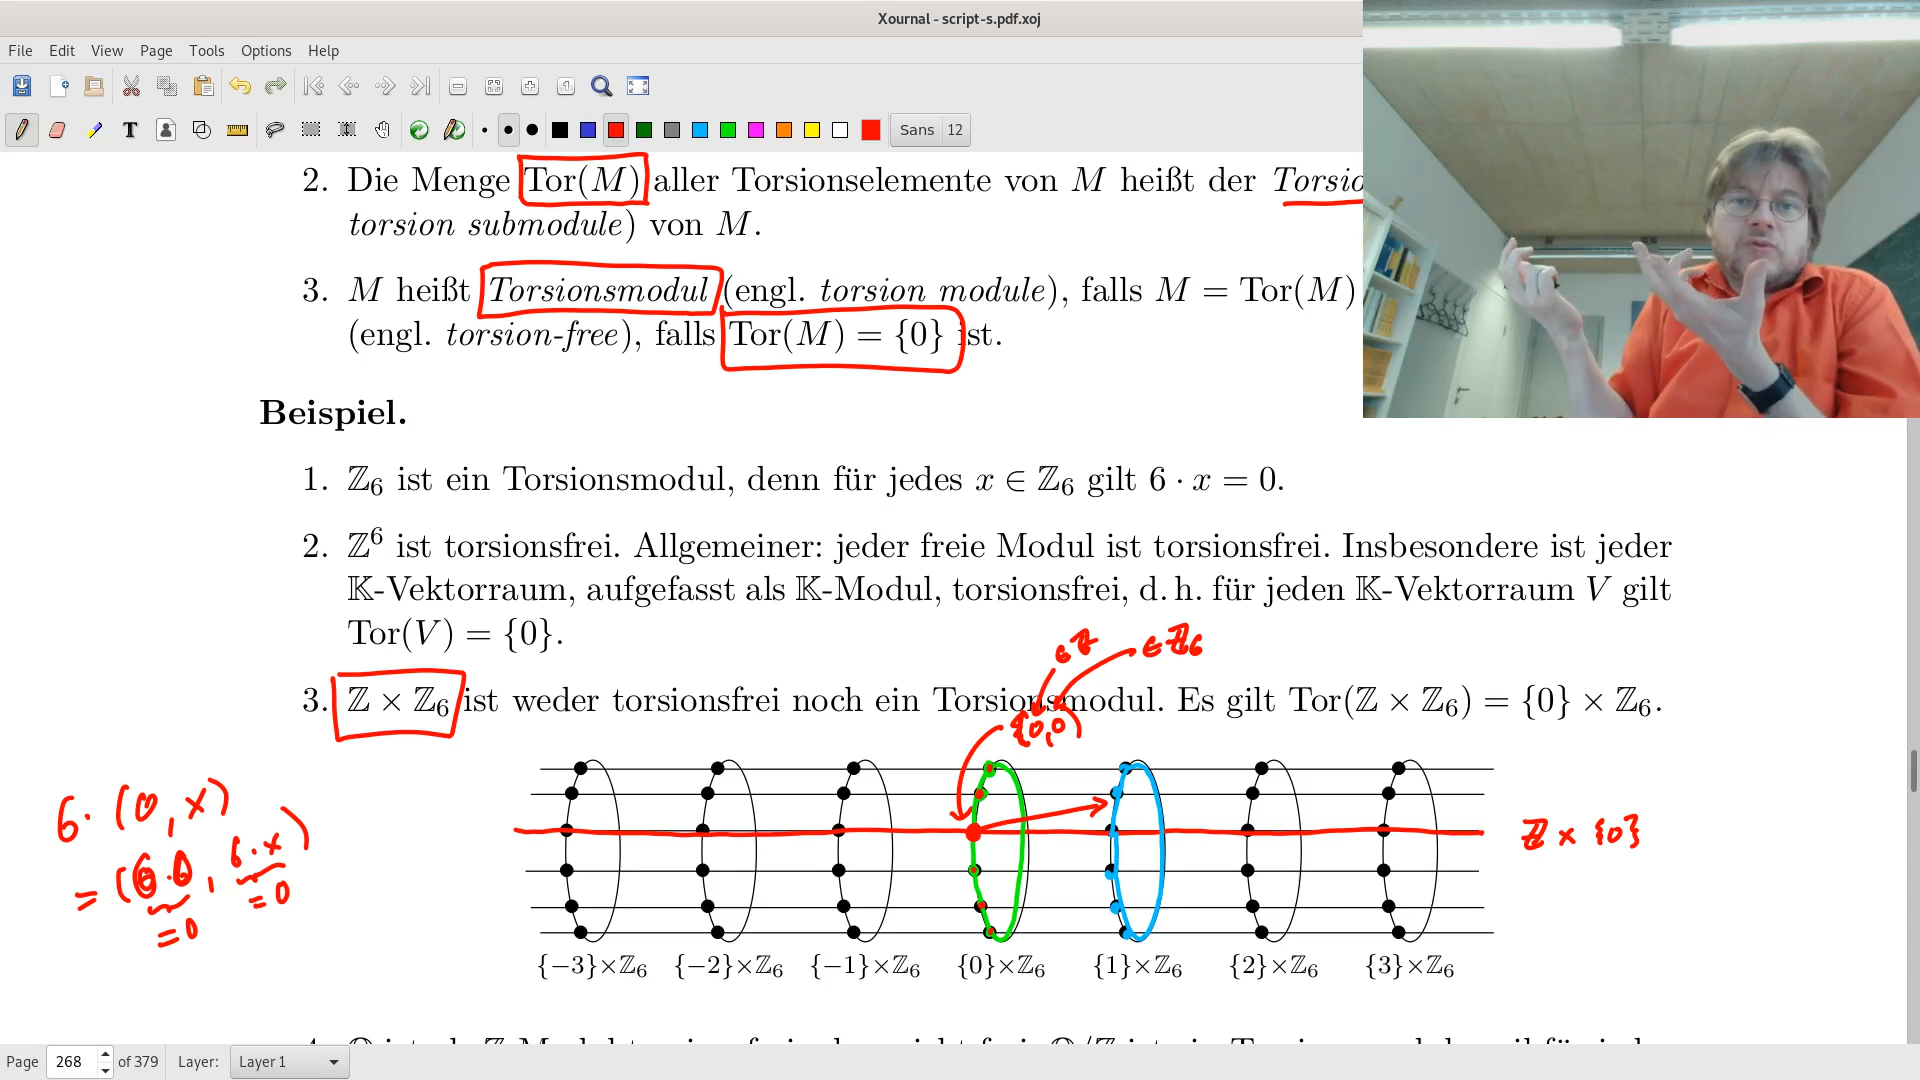 Xournal - script-s.pdf.xoj
File Edit View Page Tools Options Help
Sans 12
2. Die Menge Tor(M) aller Torsionselemente von M heißt der Torsio
torsion submodule) von M.
3. M heißt Torsionsmodul (engl. torsion module), falls M = Tor(M)
(engl. torsion-free), falls Tor(M) = {0} ist.
Beispiel.
1. ℤ₆ ist ein Torsionsmodul, denn für jedes x ∈ ℤ₆ gilt 6 · x = 0.
2. ℤ⁶ ist torsionsfrei. Allgemeiner: jeder freie Modul ist torsionsfrei. Insbesondere ist jeder
𝕂-Vektorraum, aufgefasst als 𝕂-Modul, torsionsfrei, d. h. für jeden 𝕂-Vektorraum V gilt
Tor(V) = {0}.
∈ ℤ ∈ ℤ₆
3. ℤ × ℤ₆ ist weder torsionsfrei noch ein Torsionsmodul. Es gilt Tor(ℤ × ℤ₆) = {0} × ℤ₆.
(0,0)
6 · (0, x)
= (6·0, 6·x)
=0 =0
ℤ × {0}
{−3}×ℤ₆ {−2}×ℤ₆ {−1}×ℤ₆ {0}×ℤ₆ {1}×ℤ₆ {2}×ℤ₆ {3}×ℤ₆
Page 268 of 379 Layer: Layer 1